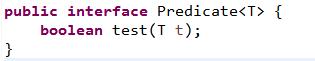 public interface Predicate<T> {
    boolean test(T t);
}